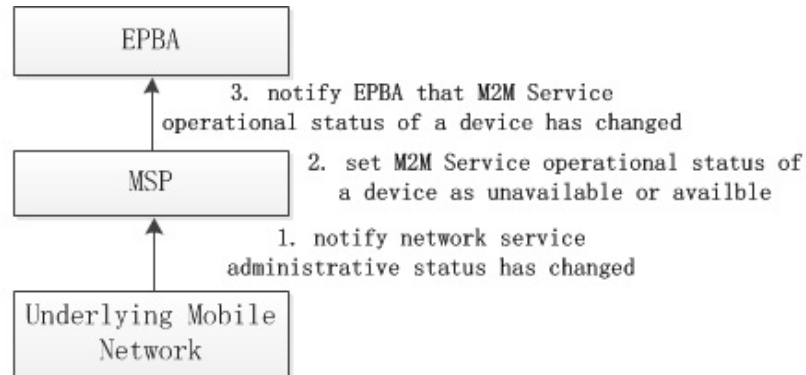 EPBA
3. notify EPBA that M2M Service
operational status of a device has changed
MSP
2. set M2M Service operational status of
a device as unavailable or availble
1. notify network service
administrative status has changed
Underlying Mobile
Network